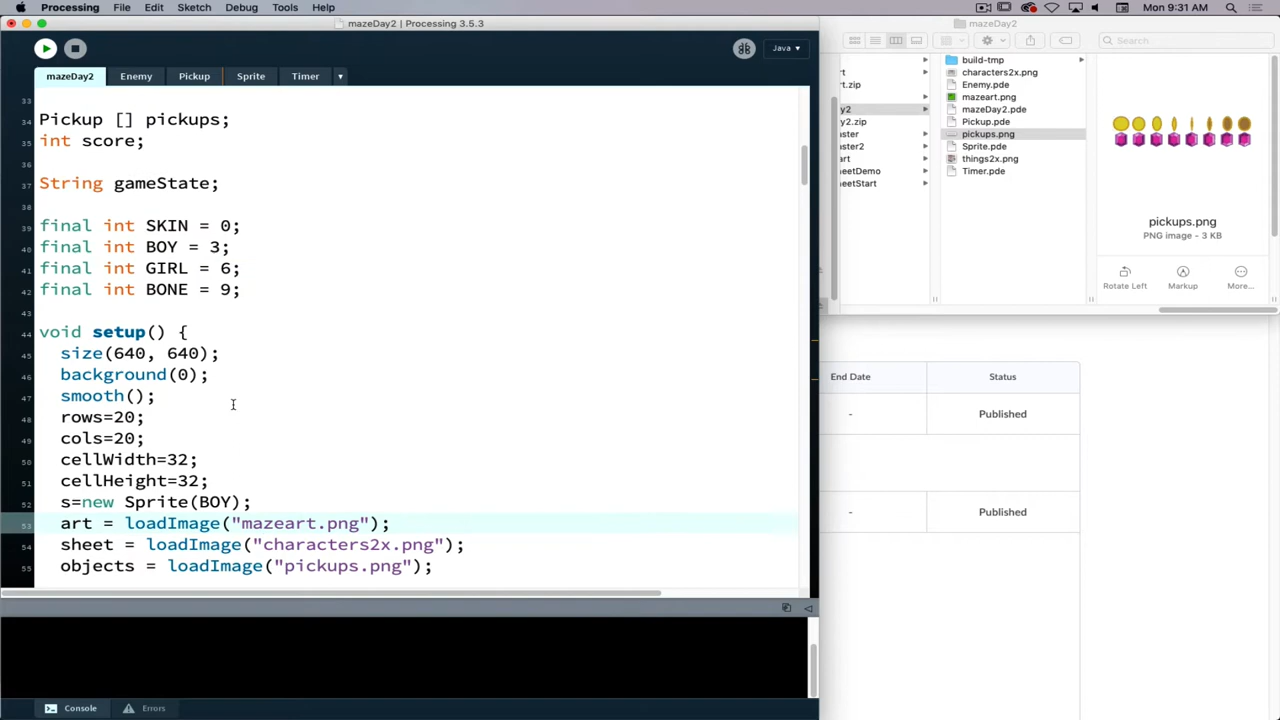 Processing File Edit Sketch Debug Tools Help
Mon 9:31 AM
mazeDay2 | Processing 3.5.3
Java
mazeDay2 Enemy Pickup Sprite Timer
33
34 Pickup [] pickups;
35 int score;
36
37 String gameState;
38
39 final int SKIN = 0;
40 final int BOY = 3;
41 final int GIRL = 6;
42 final int BONE = 9;
43
44 void setup() {
45 size(640, 640);
46 background(0);
47 smooth();
48 rows=20;
49 cols=20;
50 cellWidth=32;
51 cellHeight=32;
52 s=new Sprite(BOY);
53 art = loadImage("mazeart.png");
54 sheet = loadImage("characters2x.png");
55 objects = loadImage("pickups.png");
Console Errors
mazeDay2
Search
rt
rt.zip
y2
y2.zip
aster
aster2
art
heetDemo
eetStart
build-tmp
characters2x.png
Enemy.pde
mazeart.png
mazeDay2.pde
Pickup.pde
pickups.png
Sprite.pde
things2x.png
Timer.pde
pickups.png
PNG image - 3 KB
Rotate Left Markup More...
End Date Status
- Published
- Published